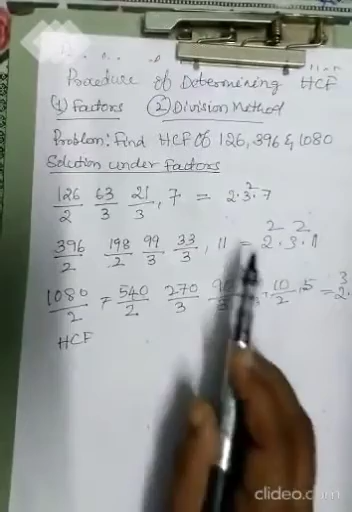 Procedure of Determining HCF
(1) Factors (2) Division Method
Problem: Find HCF of 126, 396 & 1080
Solution under factors
126/2 63/3 21/3, 7 = 2·3²·7
396/2 198/2 99/3 33/3, 11 = 2²·3²·1
1080/2 = 540/2 270/3 10/2, 5 = 2³·
HCF
clideo.com